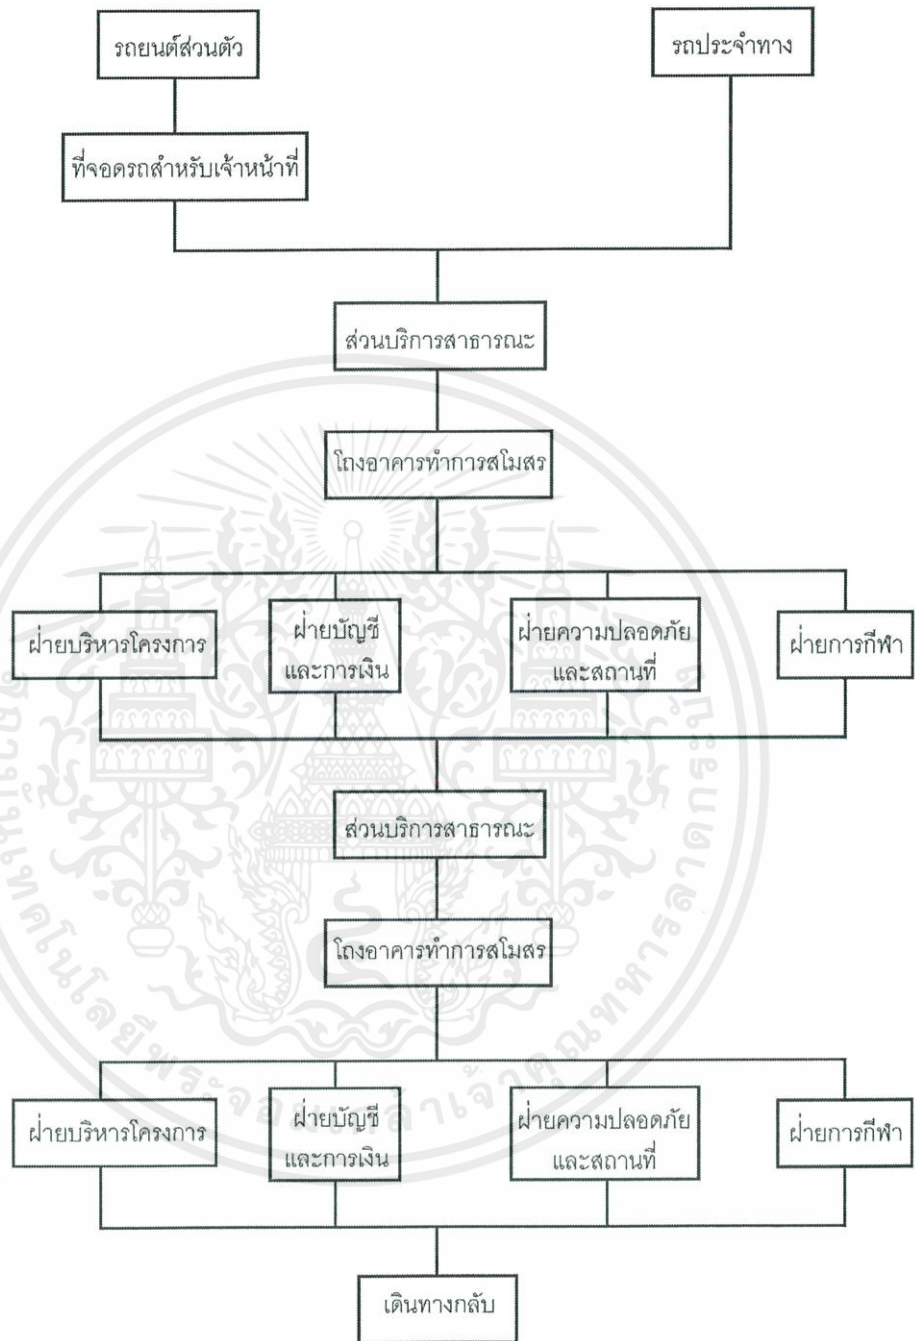 รถยนต์ส่วนตัว
รถประจำทาง
ที่จอดรถสำหรับเจ้าหน้าที่
ส่วนบริการสาธารณะ
โถงอาคารทำการสโมสร
ฝ่ายบริหารโครงการ
ฝ่ายบัญชี
และการเงิน
ฝ่ายความปลอดภัย
และสถานที่
ฝ่ายการกีฬา
ส่วนบริการสาธารณะ
โถงอาคารทำการสโมสร
ฝ่ายบริหารโครงการ
ฝ่ายบัญชี
และการเงิน
ฝ่ายความปลอดภัย
และสถานที่
ฝ่ายการกีฬา
เดินทางกลับ